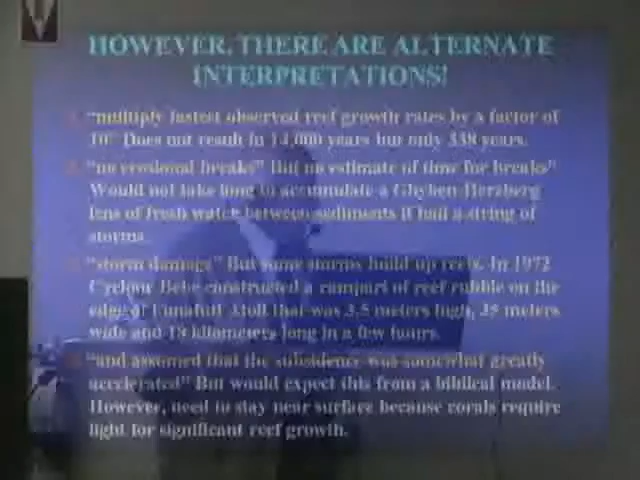 HOWEVER, THERE ARE ALTERNATE
INTERPRETATIONS!
"multiply fastest observed reef growth rates by a factor of
10" Does not result in 14,000 years but only 338 years.
"no erosional breaks" But no estimate of time for breaks"
Would not take long to accumulate a Ghyben-Herzberg
lens of fresh water between sediments if had a string of
storms.
"storm damage" But some storms build up reefs. In 1972
Cyclone Bebe constructed a rampart of reef rubble on the
edge of Funafuti Atoll that was 3.5 meters high, 25 meters
wide and 18 kilometers long in a few hours.
"and assumed that the subsidence was somewhat greatly
accelerated" But would expect this from a biblical model.
However, need to stay near surface because corals require
light for significant reef growth.